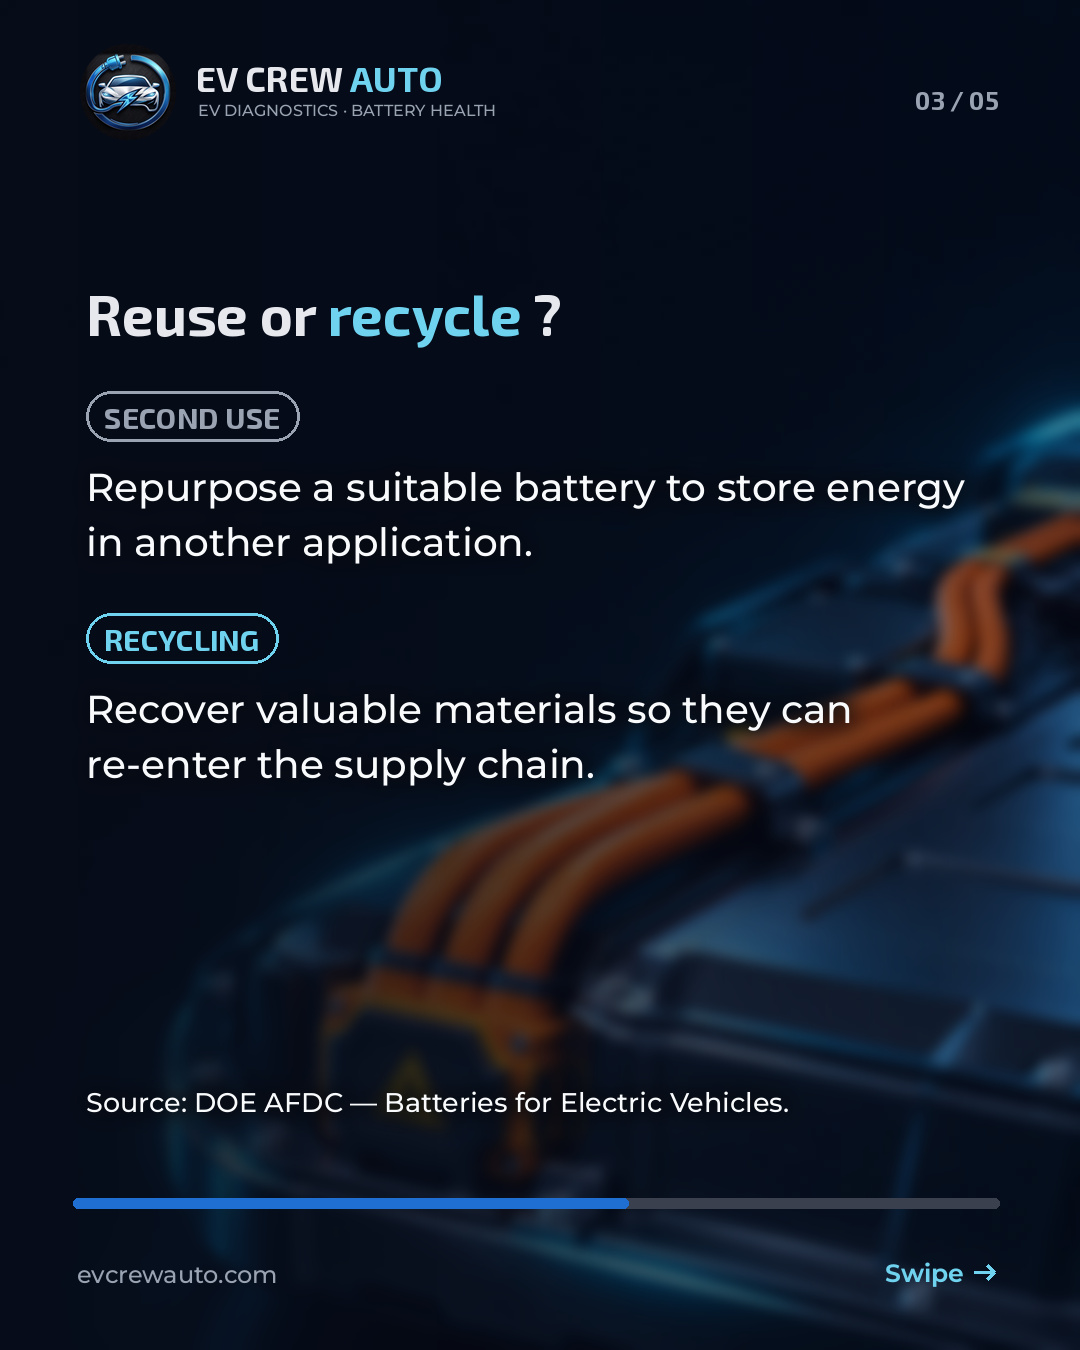 EV CREW AUTO
EV DIAGNOSTICS · BATTERY HEALTH
03 / 05
Reuse or recycle ?
SECOND USE
Repurpose a suitable battery to store energy
in another application.
RECYCLING
Recover valuable materials so they can
re-enter the supply chain.
Source: DOE AFDC — Batteries for Electric Vehicles.
evcrewauto.com
Swipe →